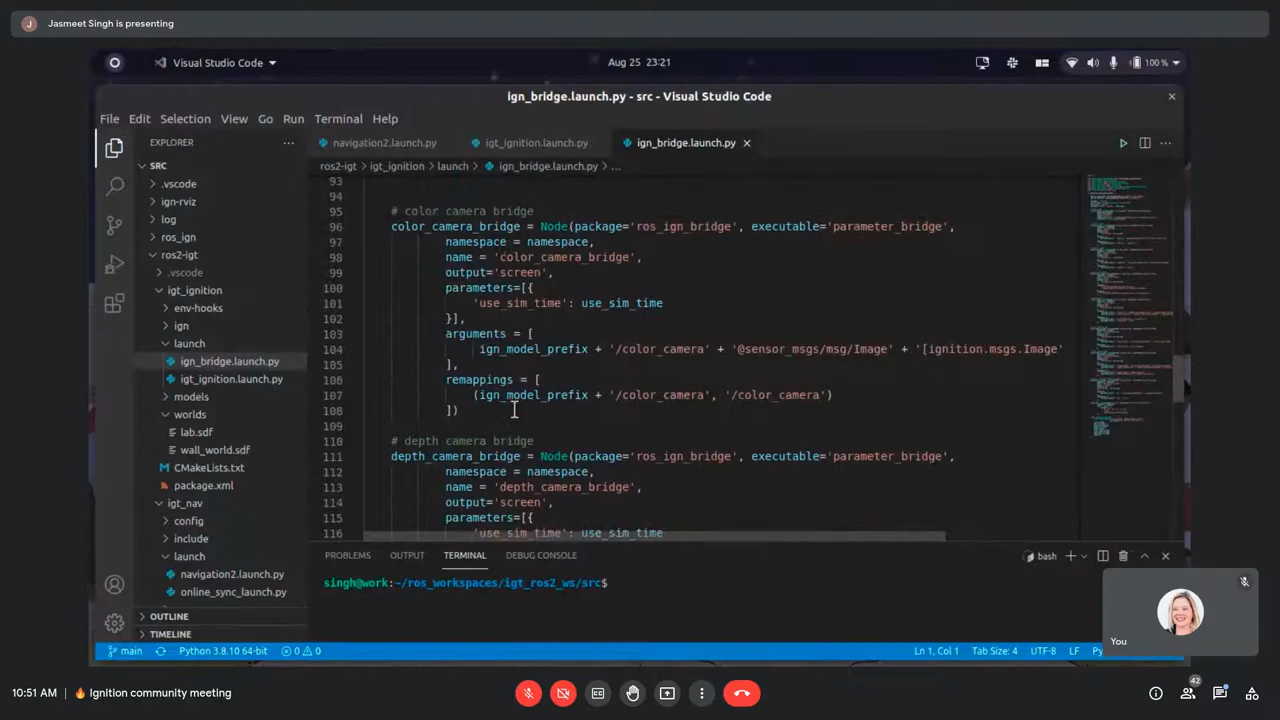 J Jasmeet Singh is presenting
Visual Studio Code Aug 25 23:21 100 %
ign_bridge.launch.py - src - Visual Studio Code
File Edit Selection View Go Run Terminal Help
EXPLORER
SRC
.vscode
ign-rviz
log
ros_ign
ros2-igt
.vscode
igt_ignition
env-hooks
ign
launch
ign_bridge.launch.py
igt_ignition.launch.py
models
worlds
lab.sdf
wall_world.sdf
CMakeLists.txt
package.xml
igt_nav
config
include
launch
navigation2.launch.py
online_sync_launch.py
OUTLINE
TIMELINE
navigation2.launch.py igt_ignition.launch.py ign_bridge.launch.py
ros2-igt > igt_ignition > launch > ign_bridge.launch.py > ...
93
94
95 # color camera bridge
96 color_camera_bridge = Node(package='ros_ign_bridge', executable='parameter_bridge',
97 namespace = namespace,
98 name = 'color_camera_bridge',
99 output='screen',
100 parameters=[{
101 'use_sim_time': use_sim_time
102 }],
103 arguments = [
104 ign_model_prefix + '/color_camera' + '@sensor_msgs/msg/Image' + '[ignition.msgs.Image'
105 ],
106 remappings = [
107 (ign_model_prefix + '/color_camera', '/color_camera')
108 ])
109
110 # depth camera bridge
111 depth_camera_bridge = Node(package='ros_ign_bridge', executable='parameter_bridge',
112 namespace = namespace,
113 name = 'depth_camera_bridge',
114 output='screen',
115 parameters=[{
116 'use_sim_time': use_sim_time
PROBLEMS OUTPUT TERMINAL DEBUG CONSOLE bash
singh@work:~/ros_workspaces/igt_ros2_ws/src$
You
main Python 3.8.10 64-bit 0 0 Ln 1, Col 1 Tab Size: 4 UTF-8 LF Py
10:51 AM | 🔥 Ignition community meeting 42